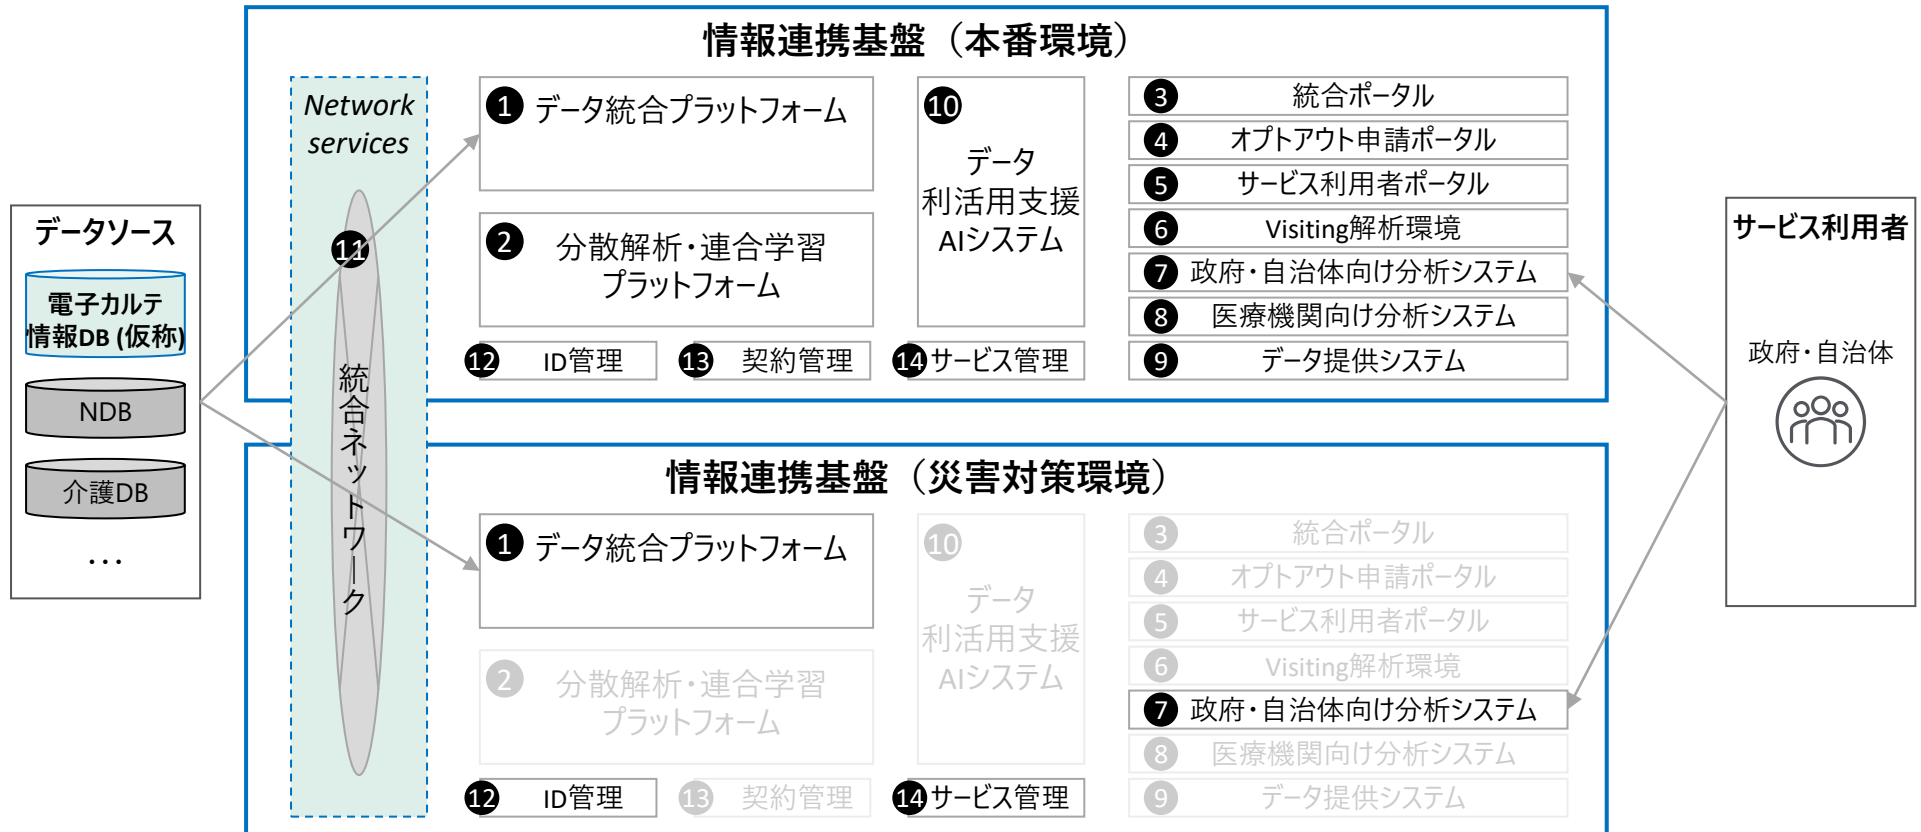 情報連携基盤（本番環境）
Network
services
1 データ統合プラットフォーム
2 分散解析・連合学習
プラットフォーム
12 ID管理
13 契約管理
14 サービス管理
10
データ
利活用支援
AIシステム
3 統合ポータル
4 オプトアウト申請ポータル
5 サービス利用者ポータル
6 Visiting解析環境
7 政府・自治体向け分析システム
8 医療機関向け分析システム
9 データ提供システム
データソース
電子カルテ
情報DB (仮称)
NDB
介護DB
…
11
統合ネットワーク
サービス利用者
政府・自治体
情報連携基盤（災害対策環境）
1 データ統合プラットフォーム
2 分散解析・連合学習
プラットフォーム
12 ID管理
13 契約管理
14 サービス管理
10
データ
利活用支援
AIシステム
3 統合ポータル
4 オプトアウト申請ポータル
5 サービス利用者ポータル
6 Visiting解析環境
7 政府・自治体向け分析システム
8 医療機関向け分析システム
9 データ提供システム